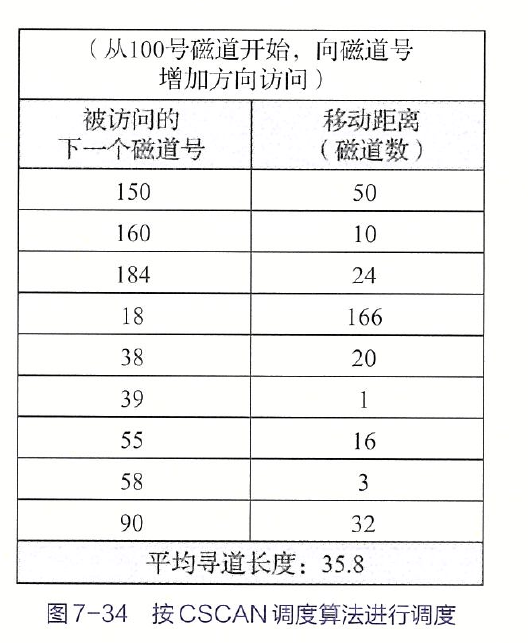 （从100号磁道开始，向磁道号
增加方向访问）
被访问的
下一个磁道号
移动距离
（磁道数）
150 50
160 10
184 24
18 166
38 20
39 1
55 16
58 3
90 32
平均寻道长度：35.8
图7-34 按CSCAN调度算法进行调度